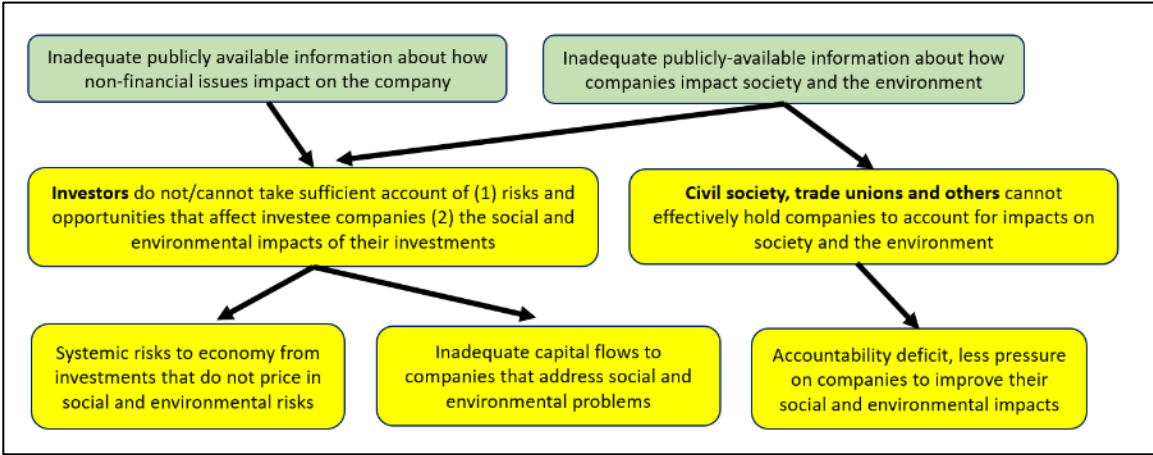 Inadequate publicly available information about how
non-financial issues impact on the company
Inadequate publicly-available information about how
companies impact society and the environment
Investors do not/cannot take sufficient account of (1) risks and
opportunities that affect investee companies (2) the social and
environmental impacts of their investments
Civil society, trade unions and others cannot
effectively hold companies to account for impacts on
society and the environment
Systemic risks to economy from
investments that do not price in
social and environmental risks
Inadequate capital flows to
companies that address social and
environmental problems
Accountability deficit, less pressure
on companies to improve their
social and environmental impacts